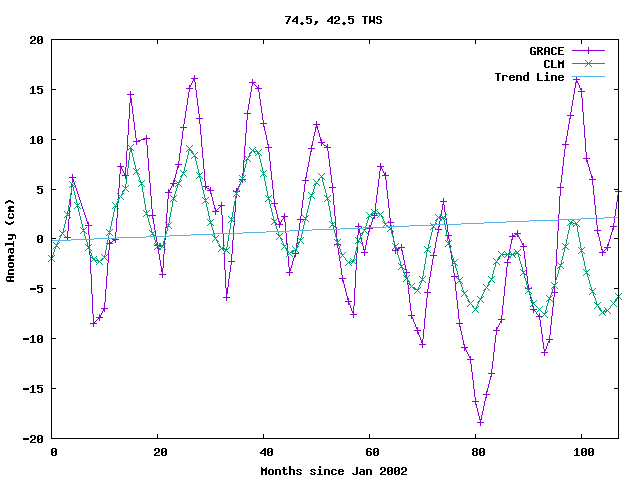 74.5, 42.5 TWS
GRACE
CLM
Trend Line
20
15
10
5
0
-5
-10
-15
-20
Anomaly (cm)
0 20 40 60 80 100
Months since Jan 2002